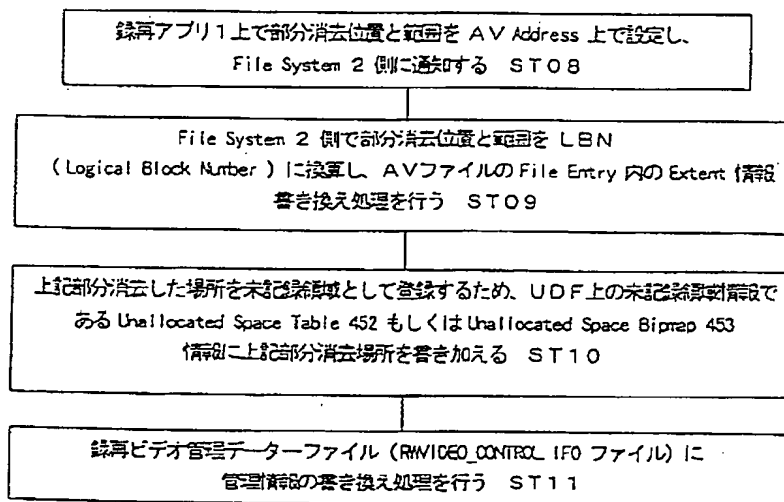 録再アプリ1上で部分消去位置と範囲をAV Address 上で設定し、
File System 2 側に通知する ST08
File System 2 側で部分消去位置と範囲を LBN
( Logical Block Number ) に換算し、AVファイルの File Entry 内の Extent 情報
書き換え処理を行う ST09
上記部分消去した場所を未記録領域として登録するため、UDF上の未記録領域情報で
ある Unallocated Space Table 452 もしくは Unallocated Space Bipmap 453
情報に上記部分消去場所を書き加える ST10
録再ビデオ管理データーファイル (RWVIDEO_CONTROL IFO ファイル) に
管理情報の書き換え処理を行う ST11